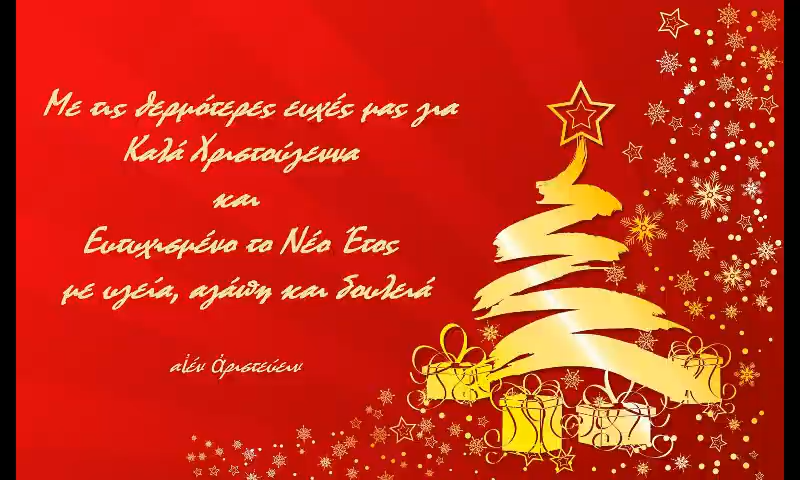 Με τις θερμότερες ευχές μας για
Καλά Χριστούγεννα
και
Ευτυχισμένο το Νέο Έτος
με υγεία, αγάπη και δουλειά
αἰέν ἀριστεύειν